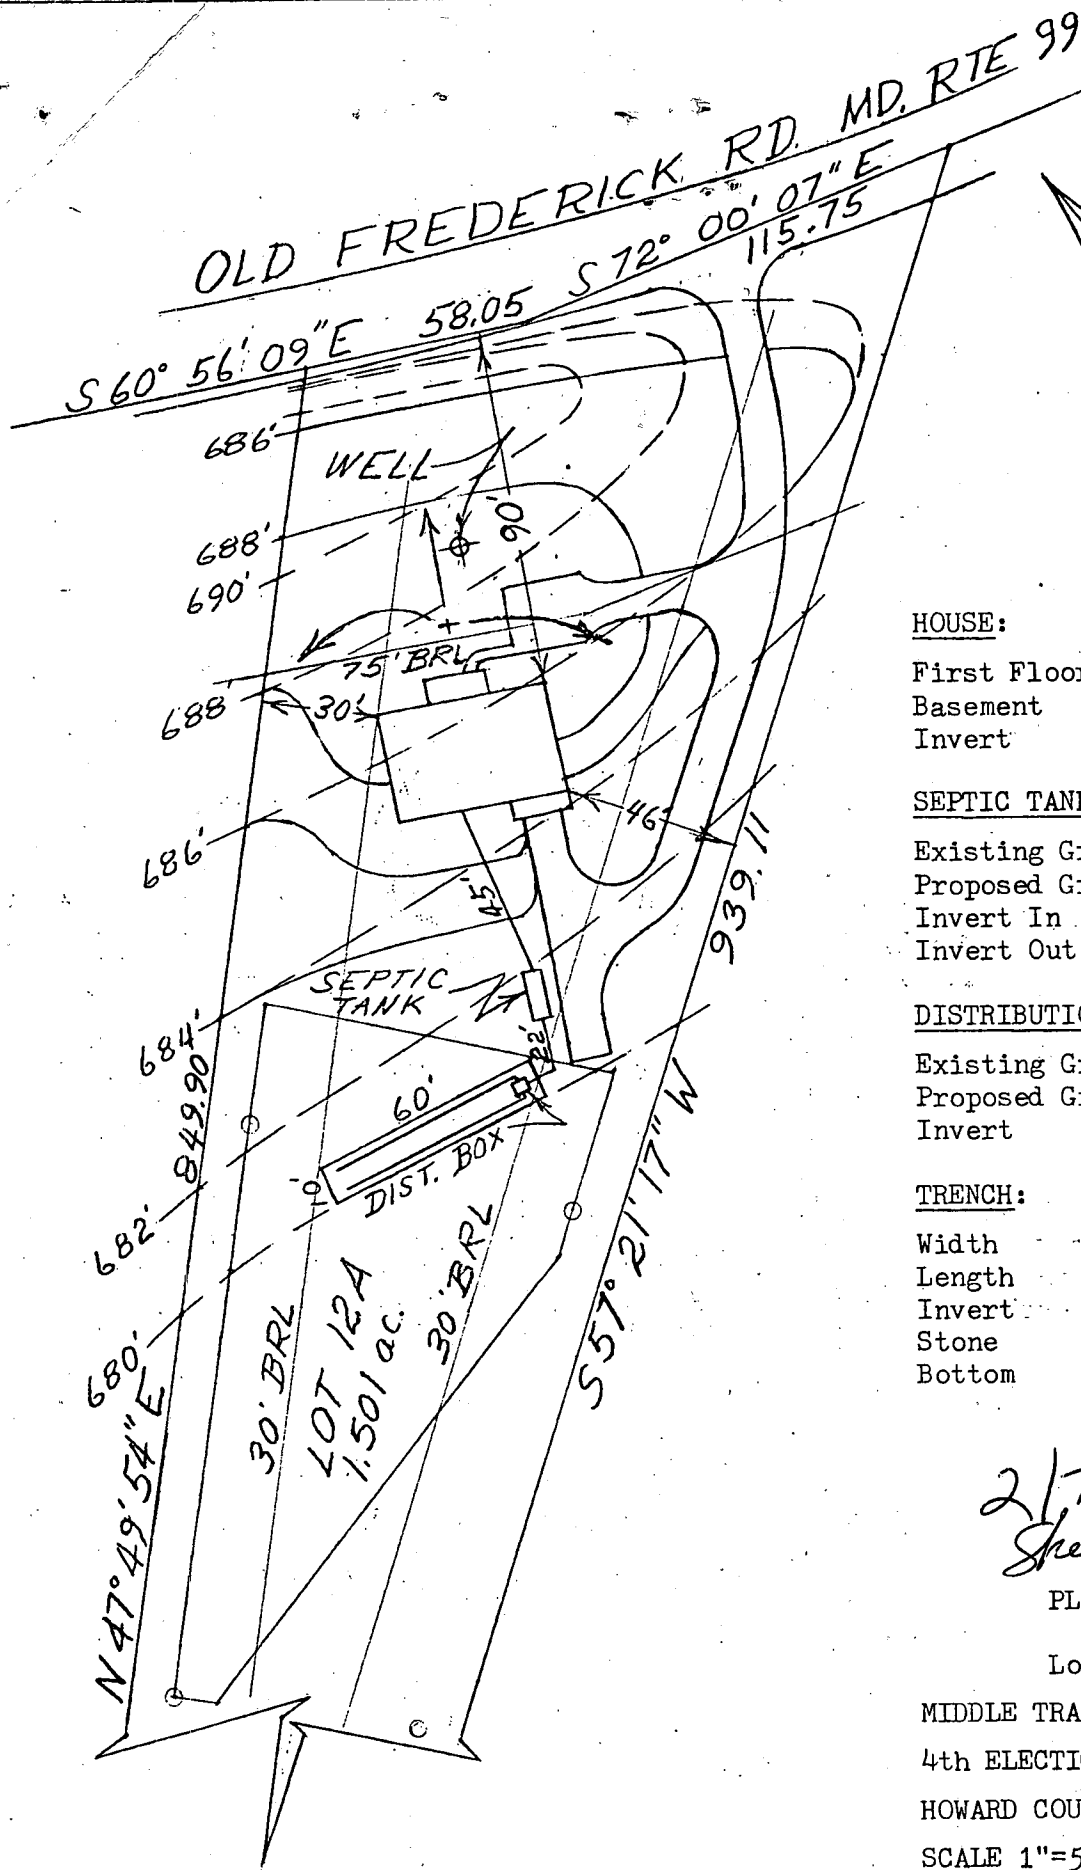 OLD FREDERICK RD. MD. RTE 99
S 60° 56' 09" E 58.05 S 72° 00' 07" E
115.75
686'
WELL
688'
690'
90'
75' BRL
688
30'
686'
46'
45'
939.11
SEPTIC
TANK
684'
849.90
22'
60'
DIST. BOX
10'
682'
680'
30' BRL
LOT 12A
1.501 ac.
30' BRL
S 57° 21' 17" W
N 47° 49' 54" E
HOUSE:
First Floor
Basement
Invert
SEPTIC TANK
Existing G
Proposed G
Invert In
Invert Out
DISTRIBUTIO
Existing G
Proposed G
Invert
TRENCH:
Width
Length
Invert
Stone
Bottom
PL
Lo
MIDDLE TRA
4th ELECTI
HOWARD COU
SCALE 1"=5